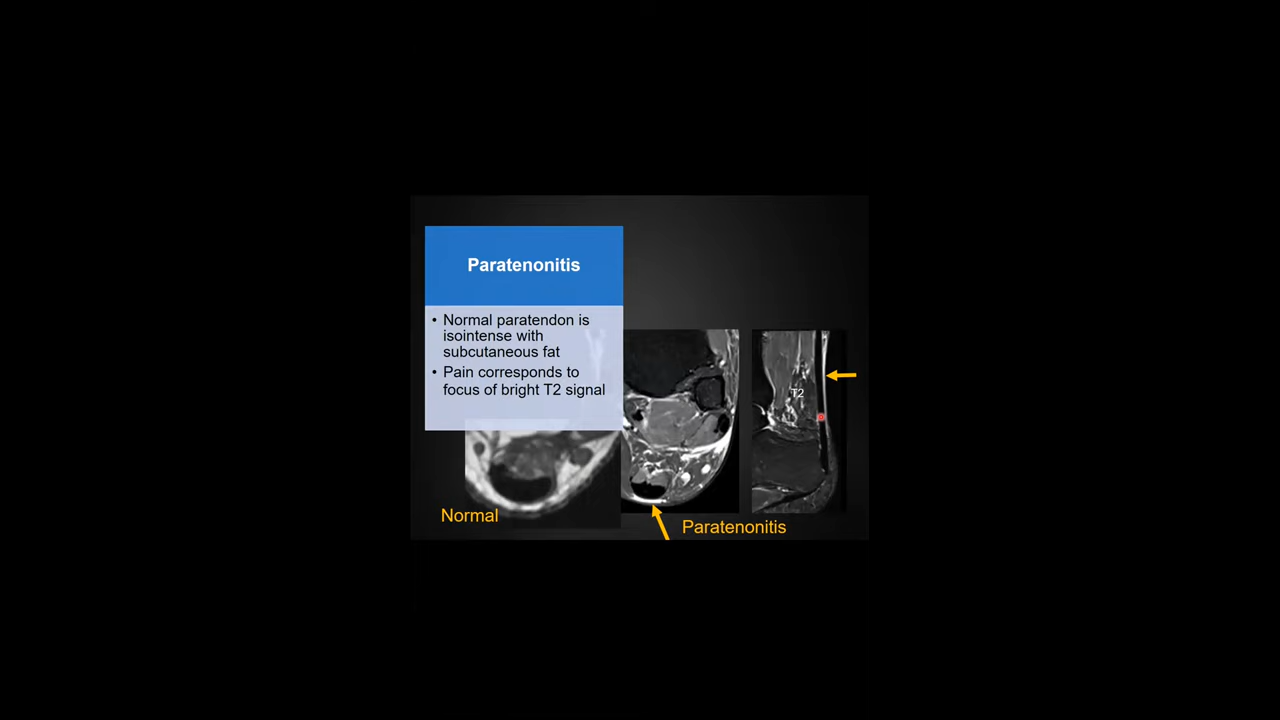 Paratenonitis
• Normal paratendon is
isointense with
subcutaneous fat
• Pain corresponds to
focus of bright T2 signal
T2
Normal
Paratenonitis